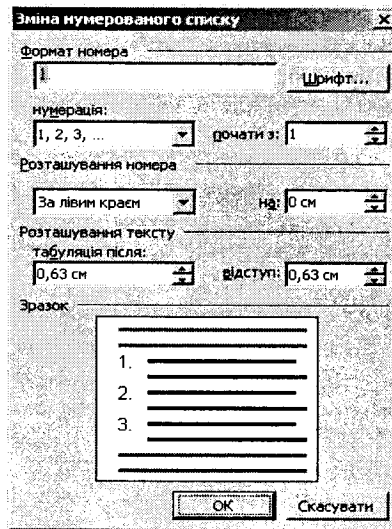 Зміна нумерованого списку
Формат номера
1.
Шрифт...
нумерація:
1, 2, 3, ...
почати з: 1
Розташування номера
За лівим краєм
на: 0 см
Розташування тексту
табуляція після:
0,63 см
відступ: 0,63 см
Зразок
1.
2.
3.
ОК
Скасувати